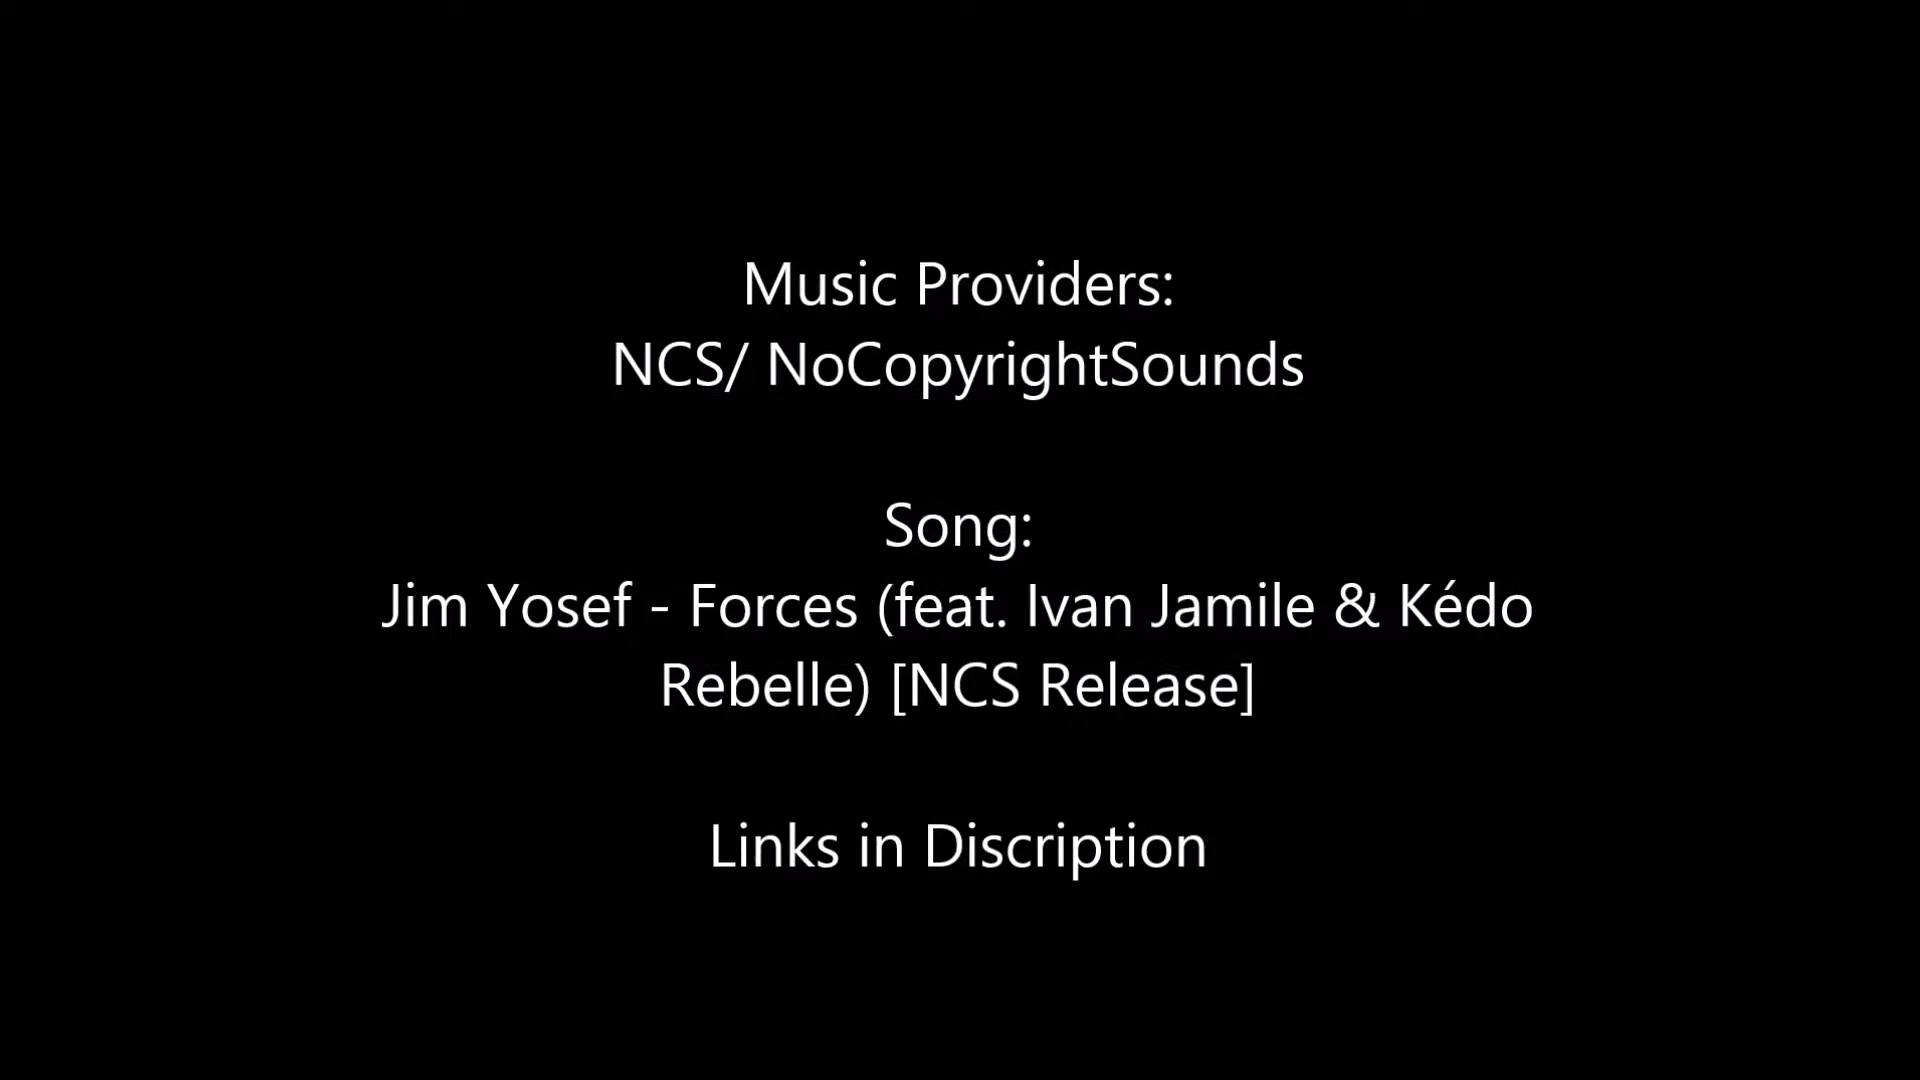 Music Providers:
NCS/ NoCopyrightSounds
Song:
Jim Yosef - Forces (feat. Ivan Jamile & Kédo
Rebelle) [NCS Release]
Links in Discription